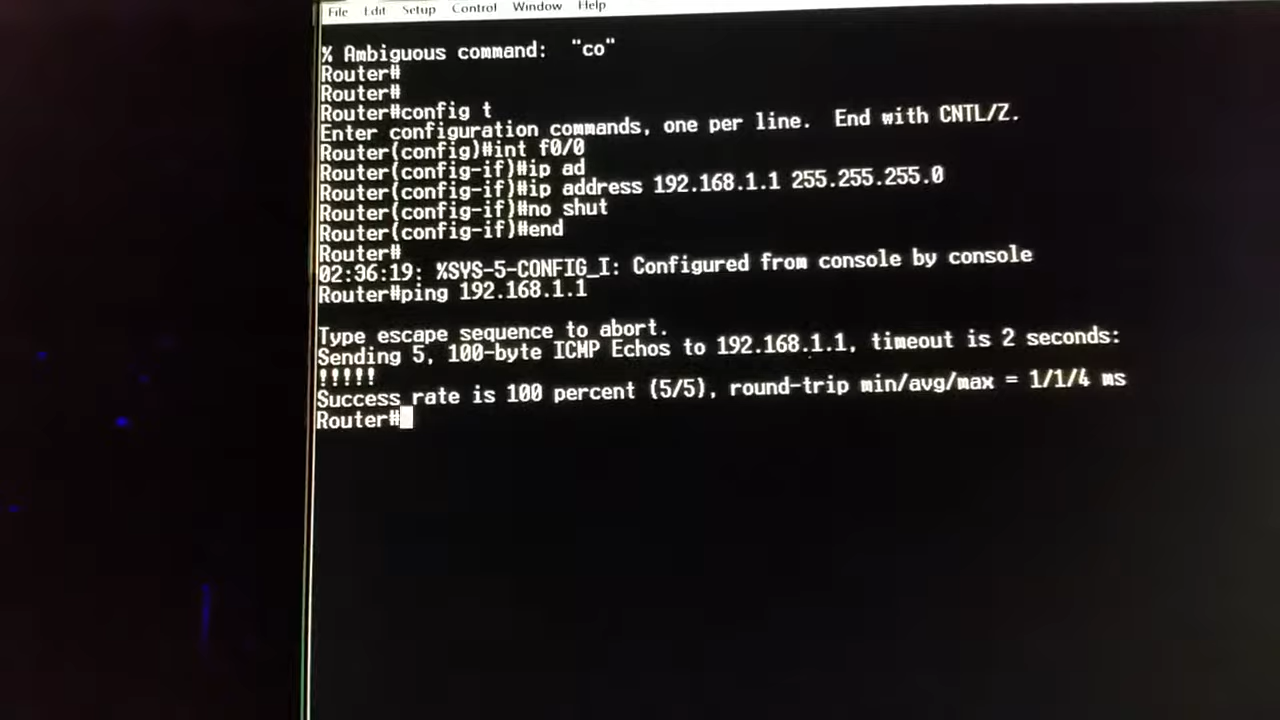 File Edit Setup Control Window Help
% Ambiguous command:  "co"
Router#
Router#
Router#config t
Enter configuration commands, one per line.  End with CNTL/Z.
Router(config)#int f0/0
Router(config-if)#ip ad
Router(config-if)#ip address 192.168.1.1 255.255.255.0
Router(config-if)#no shut
Router(config-if)#end
Router#
02:36:19: %SYS-5-CONFIG_I: Configured from console by console
Router#ping 192.168.1.1
Type escape sequence to abort.
Sending 5, 100-byte ICMP Echos to 192.168.1.1, timeout is 2 seconds:
!!!!!
Success rate is 100 percent (5/5), round-trip min/avg/max = 1/1/4 ms
Router#